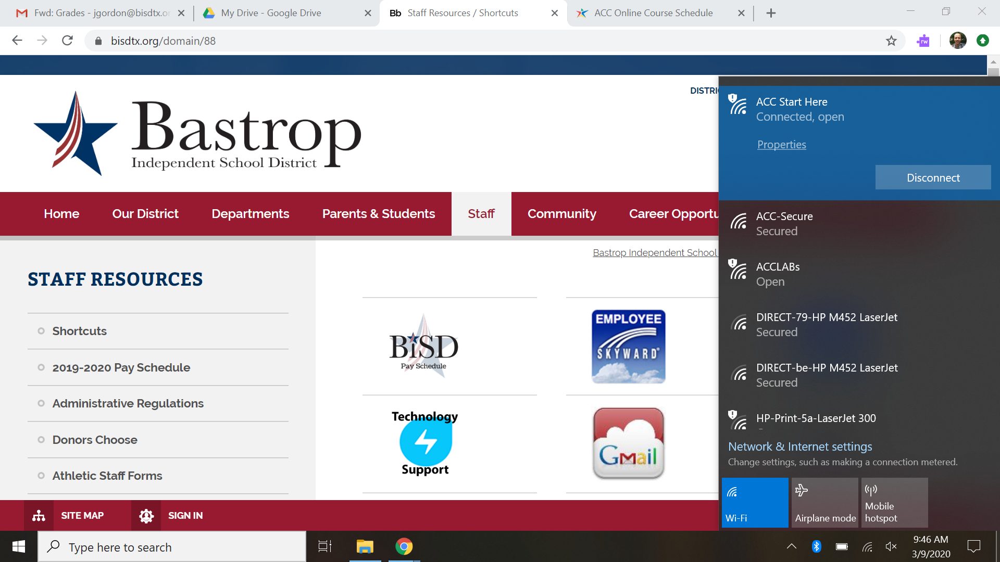 Fwd: Grades - jgordon@bisdtx.or
My Drive - Google Drive
Bb Staff Resources / Shortcuts
ACC Online Course Schedule
bisdtx.org/domain/88
rw
DISTRIC
Bastrop
Independent School District
Home
Our District
Departments
Parents & Students
Staff
Community
Career Opportu
Bastrop Independent School
STAFF RESOURCES
Shortcuts
2019-2020 Pay Schedule
Administrative Regulations
Donors Choose
Athletic Staff Forms
BiSD
Pay Schedule
EMPLOYEE
SKYWARD®
Technology
Support
Gmail
SITE MAP
SIGN IN
ACC Start Here
Connected, open
Properties
Disconnect
ACC-Secure
Secured
ACCLABs
Open
DIRECT-79-HP M452 LaserJet
Secured
DIRECT-be-HP M452 LaserJet
Secured
HP-Print-5a-LaserJet 300
Network & Internet settings
Change settings, such as making a connection metered.
Wi-Fi
Airplane mode
Mobile
hotspot
Type here to search
9:46 AM
3/9/2020